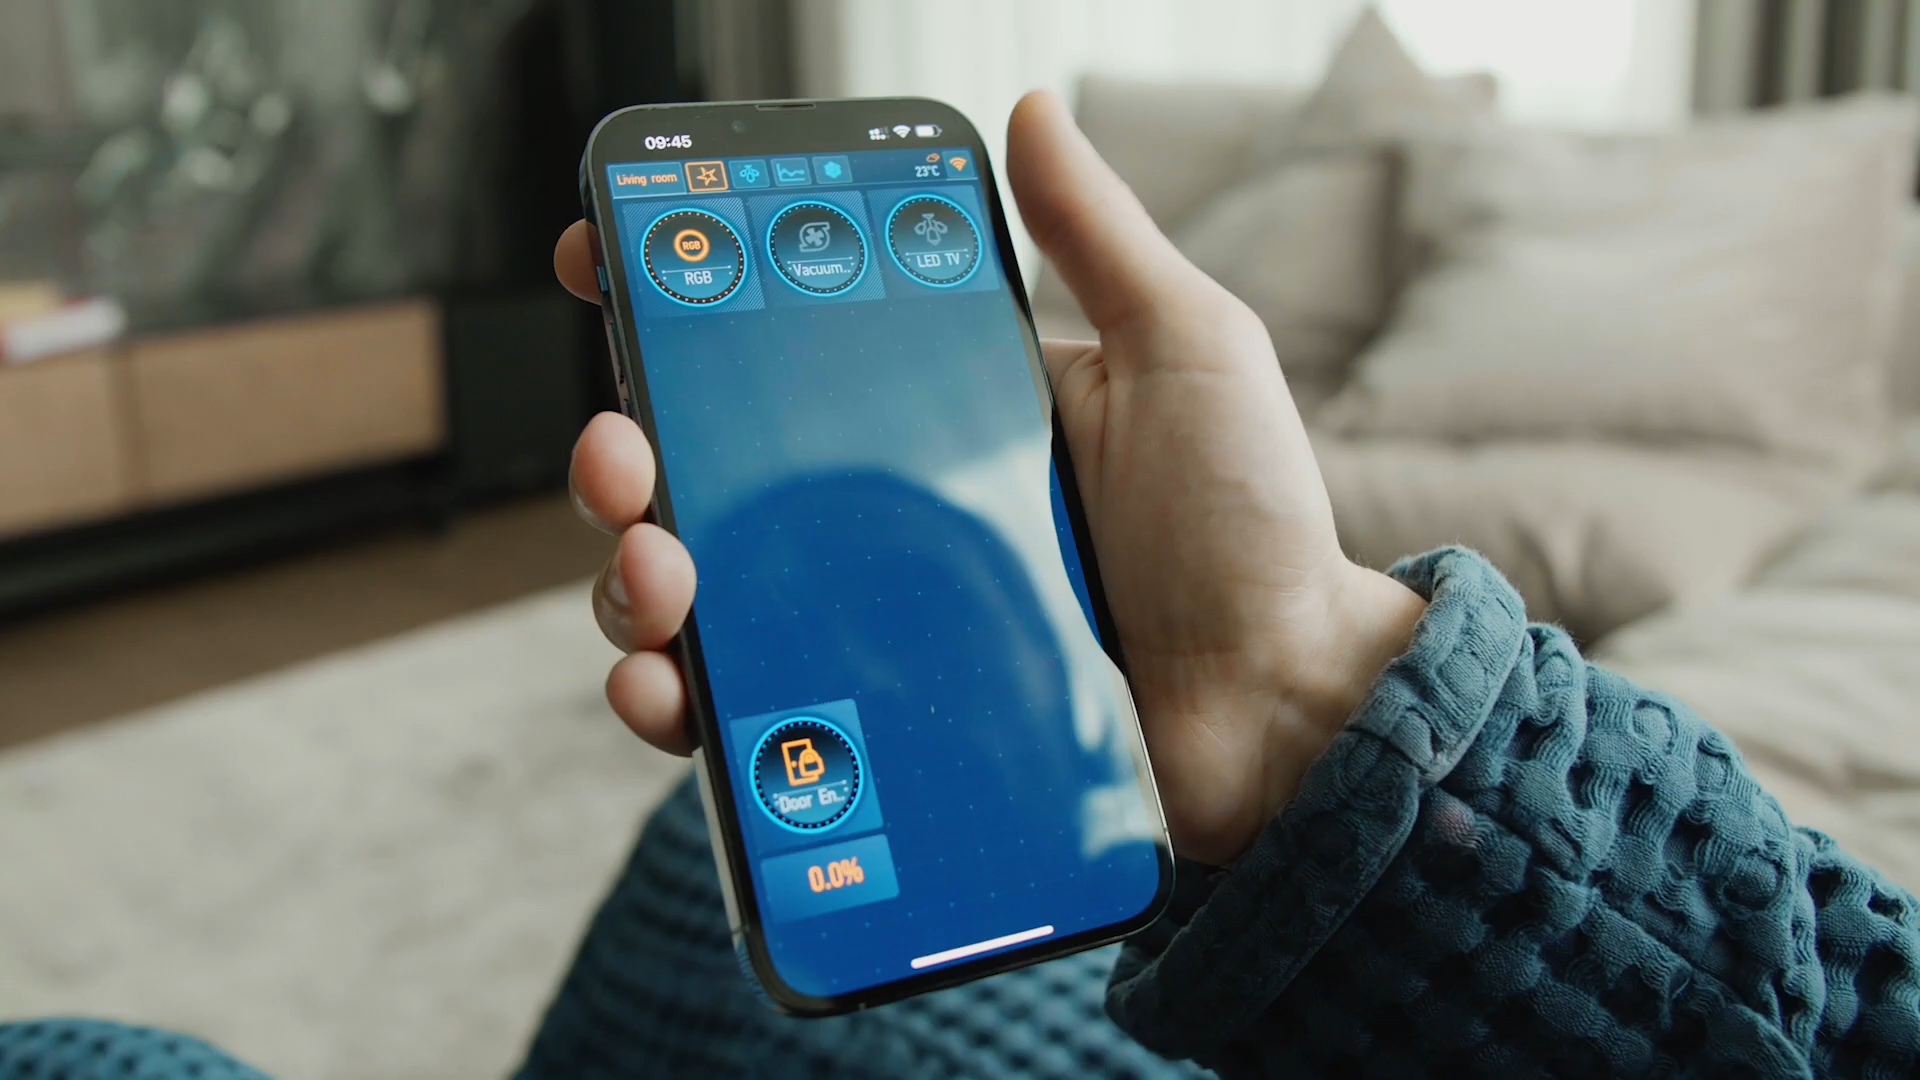 09:45
Living room
23°C
RGB
RGB
Vacuum..
LED TV
Door En..
0.0%